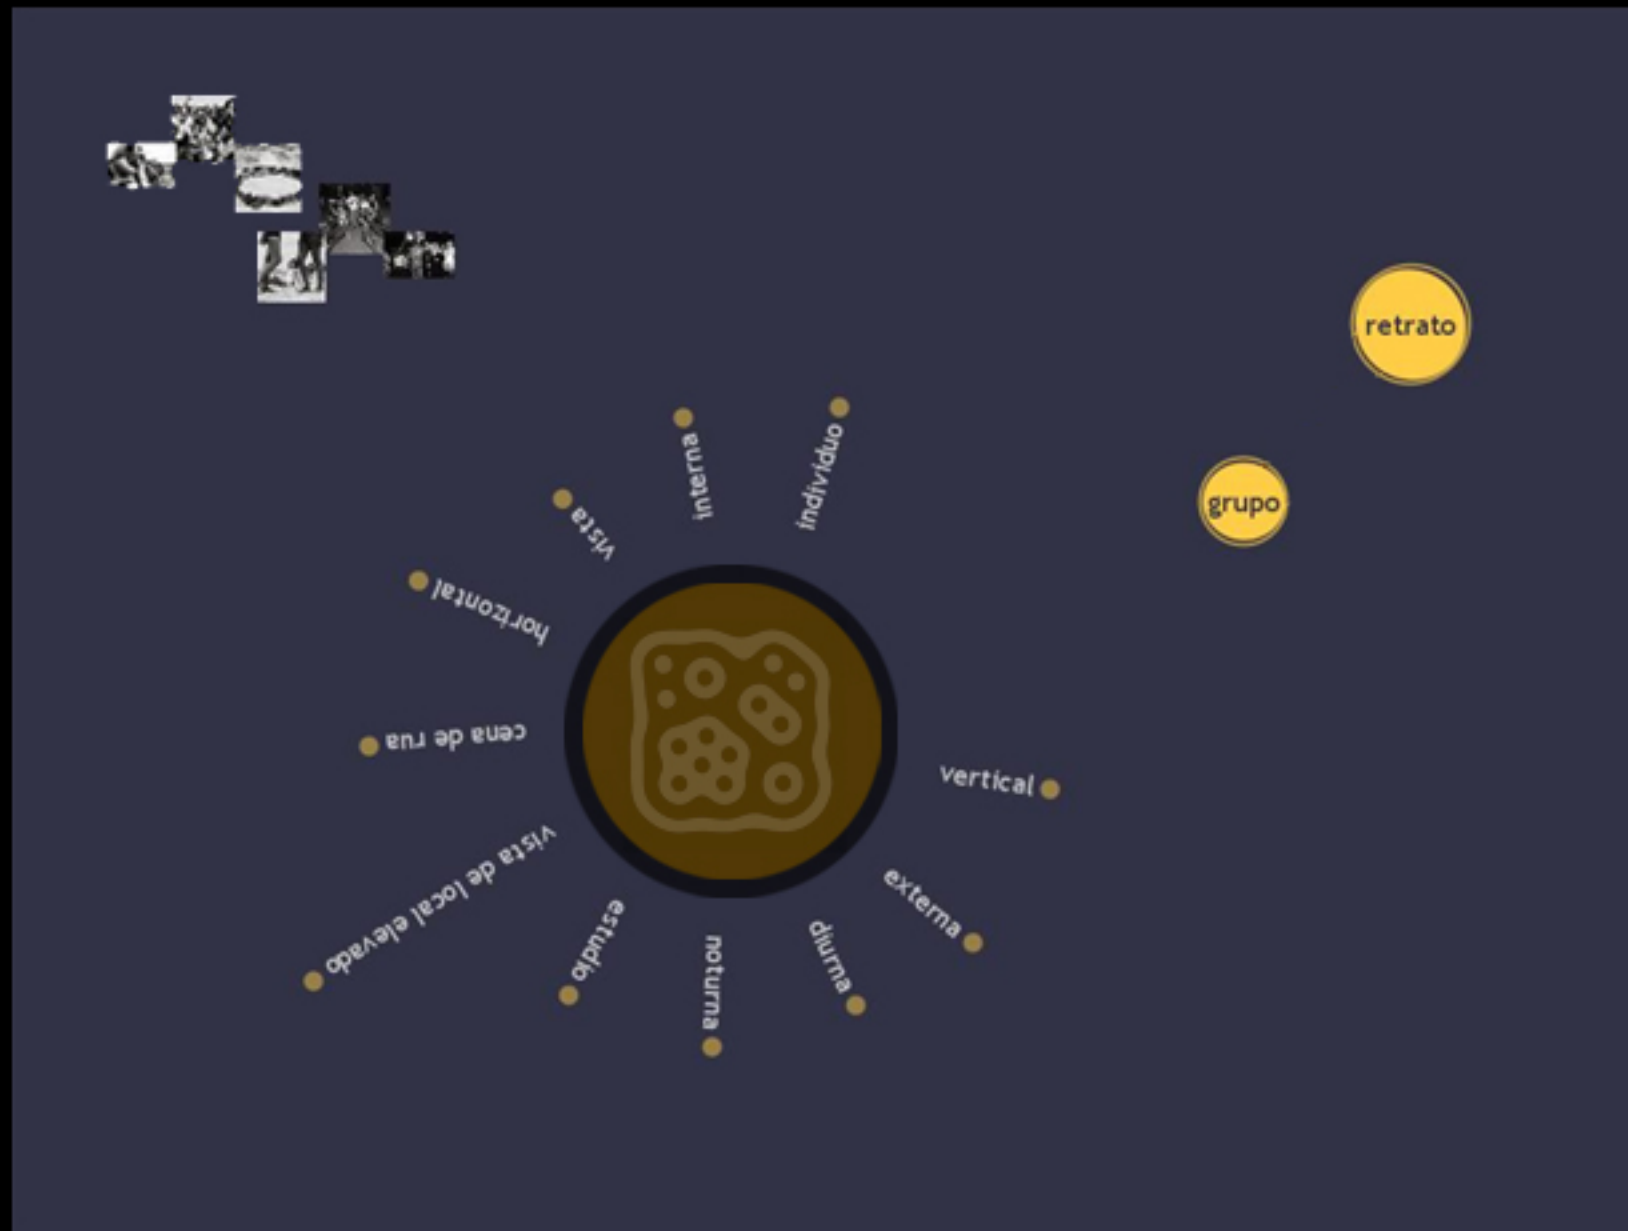 retrato
grupo
individuo
interna
vista
horizontal
cena de rua
vista de local elevado
estudio
noturna
diurna
externa
vertical